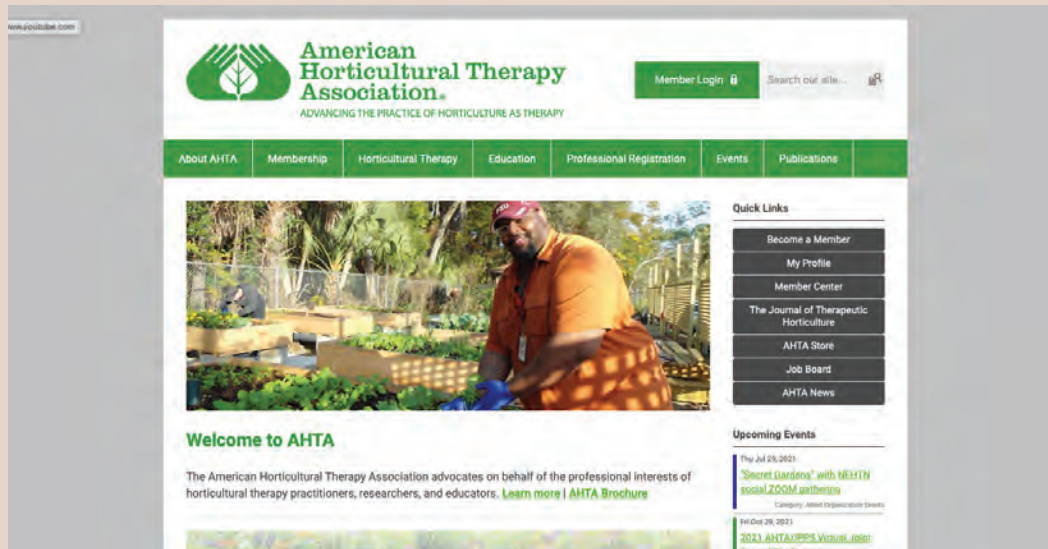 www.youtube.com
American
Horticultural Therapy
Association®
ADVANCING THE PRACTICE OF HORTICULTURE AS THERAPY
Member Login
Search our site...
About AHTA
Membership
Horticultural Therapy
Education
Professional Registration
Events
Publications
Quick Links
Become a Member
My Profile
Member Center
The Journal of Therapeutic
Horticulture
AHTA Store
Job Board
AHTA News
Welcome to AHTA
The American Horticultural Therapy Association advocates on behalf of the professional interests of
horticultural therapy practitioners, researchers, and educators. Learn more | AHTA Brochure
Upcoming Events
Thu Jul 29, 2021
"Secret Gardens" with NEHTN
social ZOOM gathering
Category: Allied Organization Events
Fri Oct 29, 2021
2021 AHTA/IPPS Virtual Joint